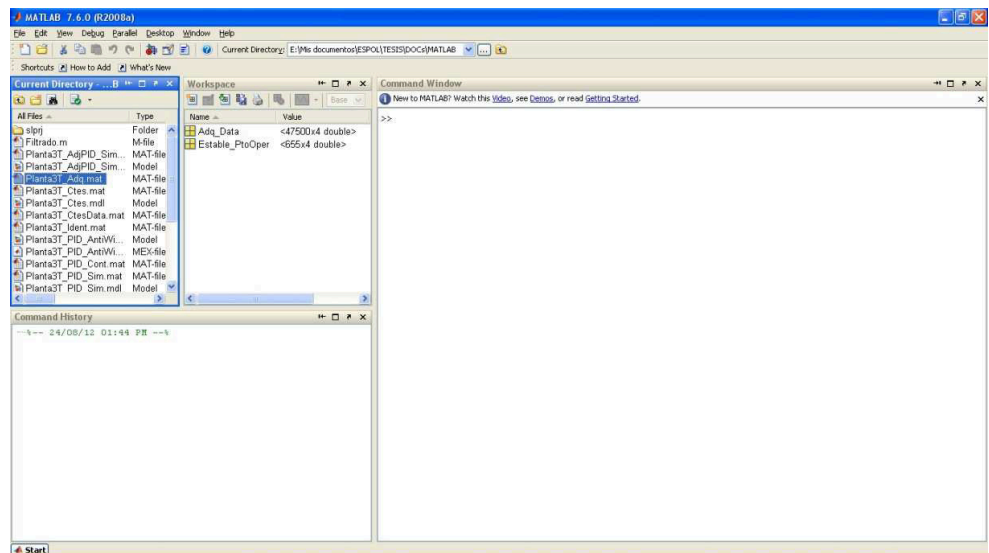 MATLAB 7.6.0 (R2008a)
File Edit View Debug Parallel Desktop Window Help
Current Directory: E:\Mis documentos\ESPOL\TESIS\DOCs\MATLAB
Shortcuts How to Add What's New
Current Directory - ...B
All Files Type
slprj Folder
Filtrado.m M-file
Planta3T_AdjPID_Sim... MAT-file
Planta3T_AdjPID_Sim... Model
Planta3T_Adq.mat MAT-file
Planta3T_Ctes.mat MAT-file
Planta3T_Ctes.mdl Model
Planta3T_CtesData.mat MAT-file
Planta3T_Ident.mat MAT-file
Planta3T_PID_AntiWi... Model
Planta3T_PID_AntiWi... MEX-file
Planta3T_PID_Cont.mat MAT-file
Planta3T_PID_Sim.mat MAT-file
Planta3T_PID_Sim.mdl Model
Workspace
Base
Name Value
Adq_Data <47500x4 double>
Estable_PtoOper <655x4 double>
Command Window
New to MATLAB? Watch this Video, see Demos, or read Getting Started.
>>
Command History
%-- 24/08/12 01:44 PM --%
Start